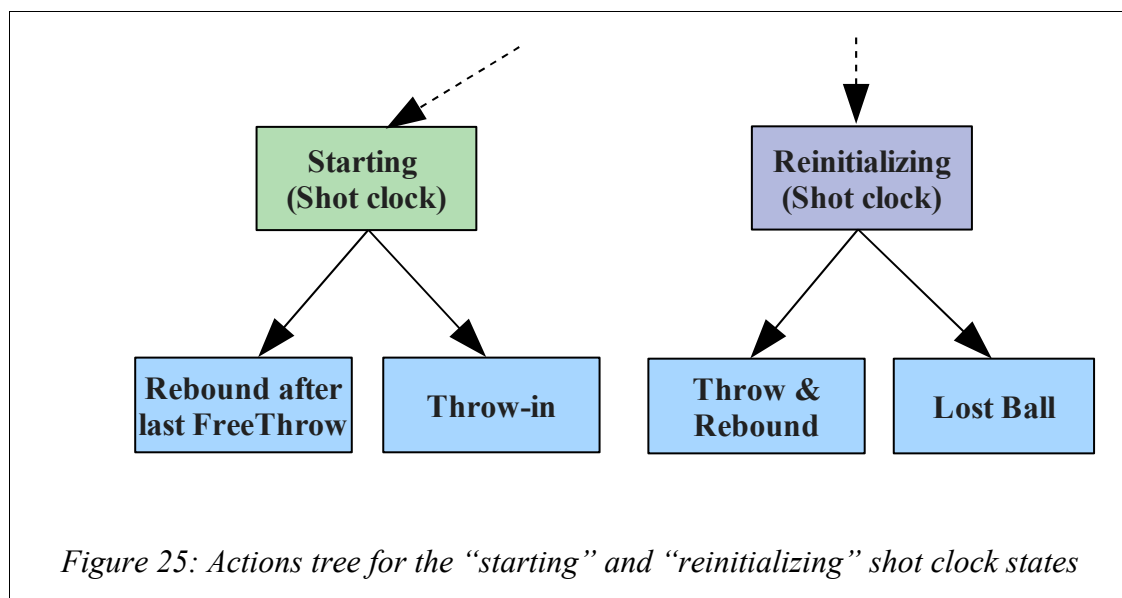 Starting
(Shot clock)
Reinitializing
(Shot clock)
Rebound after
last FreeThrow
Throw-in
Throw &
Rebound
Lost Ball
Figure 25: Actions tree for the “starting” and “reinitializing” shot clock states